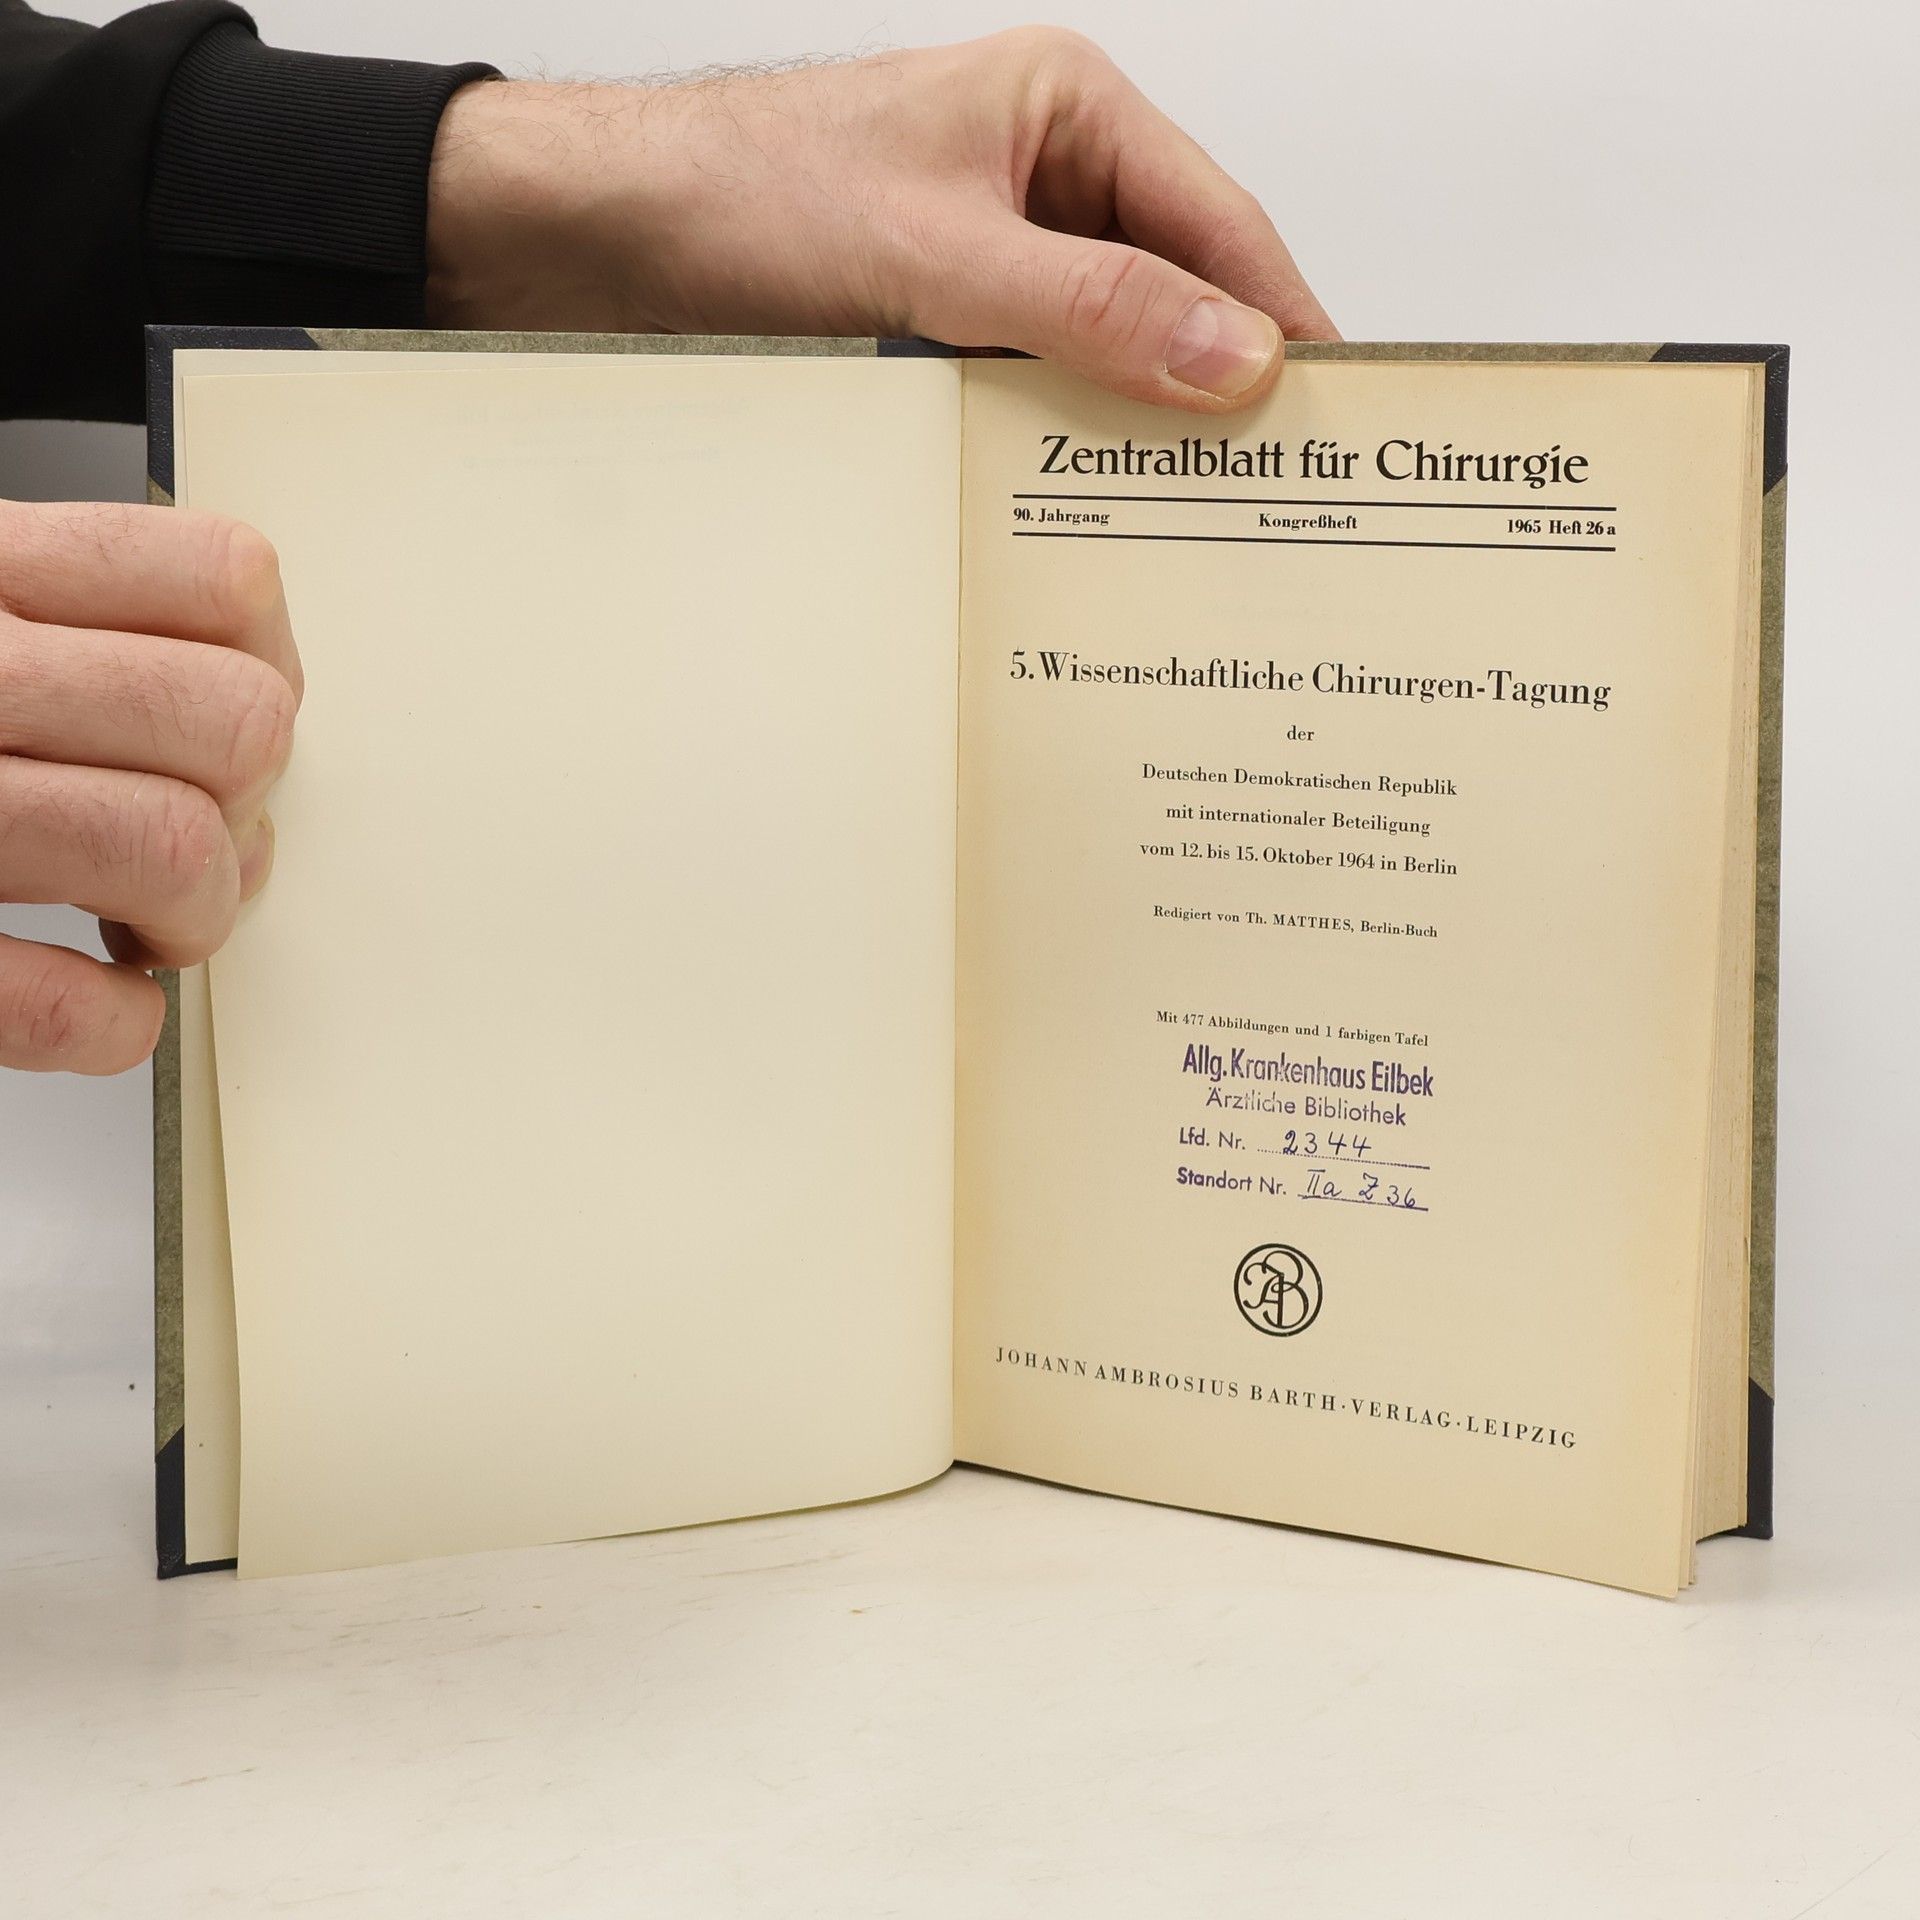 Zentralblatt für Chirurgie
90. Jahrgang Kongreßheft 1965 Heft 26a
5. Wissenschaftliche Chirurgen-Tagung
der
Deutschen Demokratischen Republik
mit internationaler Beteiligung
vom 12. bis 15. Oktober 1964 in Berlin
Redigiert von Th. MATTHES, Berlin-Buch
Mit 477 Abbildungen und 1 farbigen Tafel
Allg. Krankenhaus Eilbek
Ärztliche Bibliothek
Lfd. Nr. 2344
Standort Nr. IIa Z 36
JAB
JOHANN AMBROSIUS BARTH · VERLAG · LEIPZIG